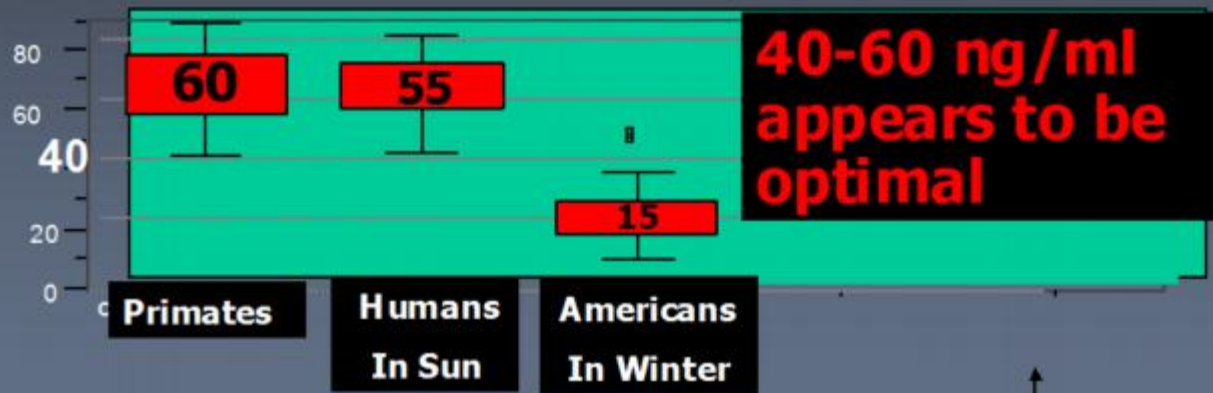 80
60
40
20
0
60
55
15
40-60 ng/ml
appears to be
optimal
Primates
Humans
In Sun
Americans
In Winter